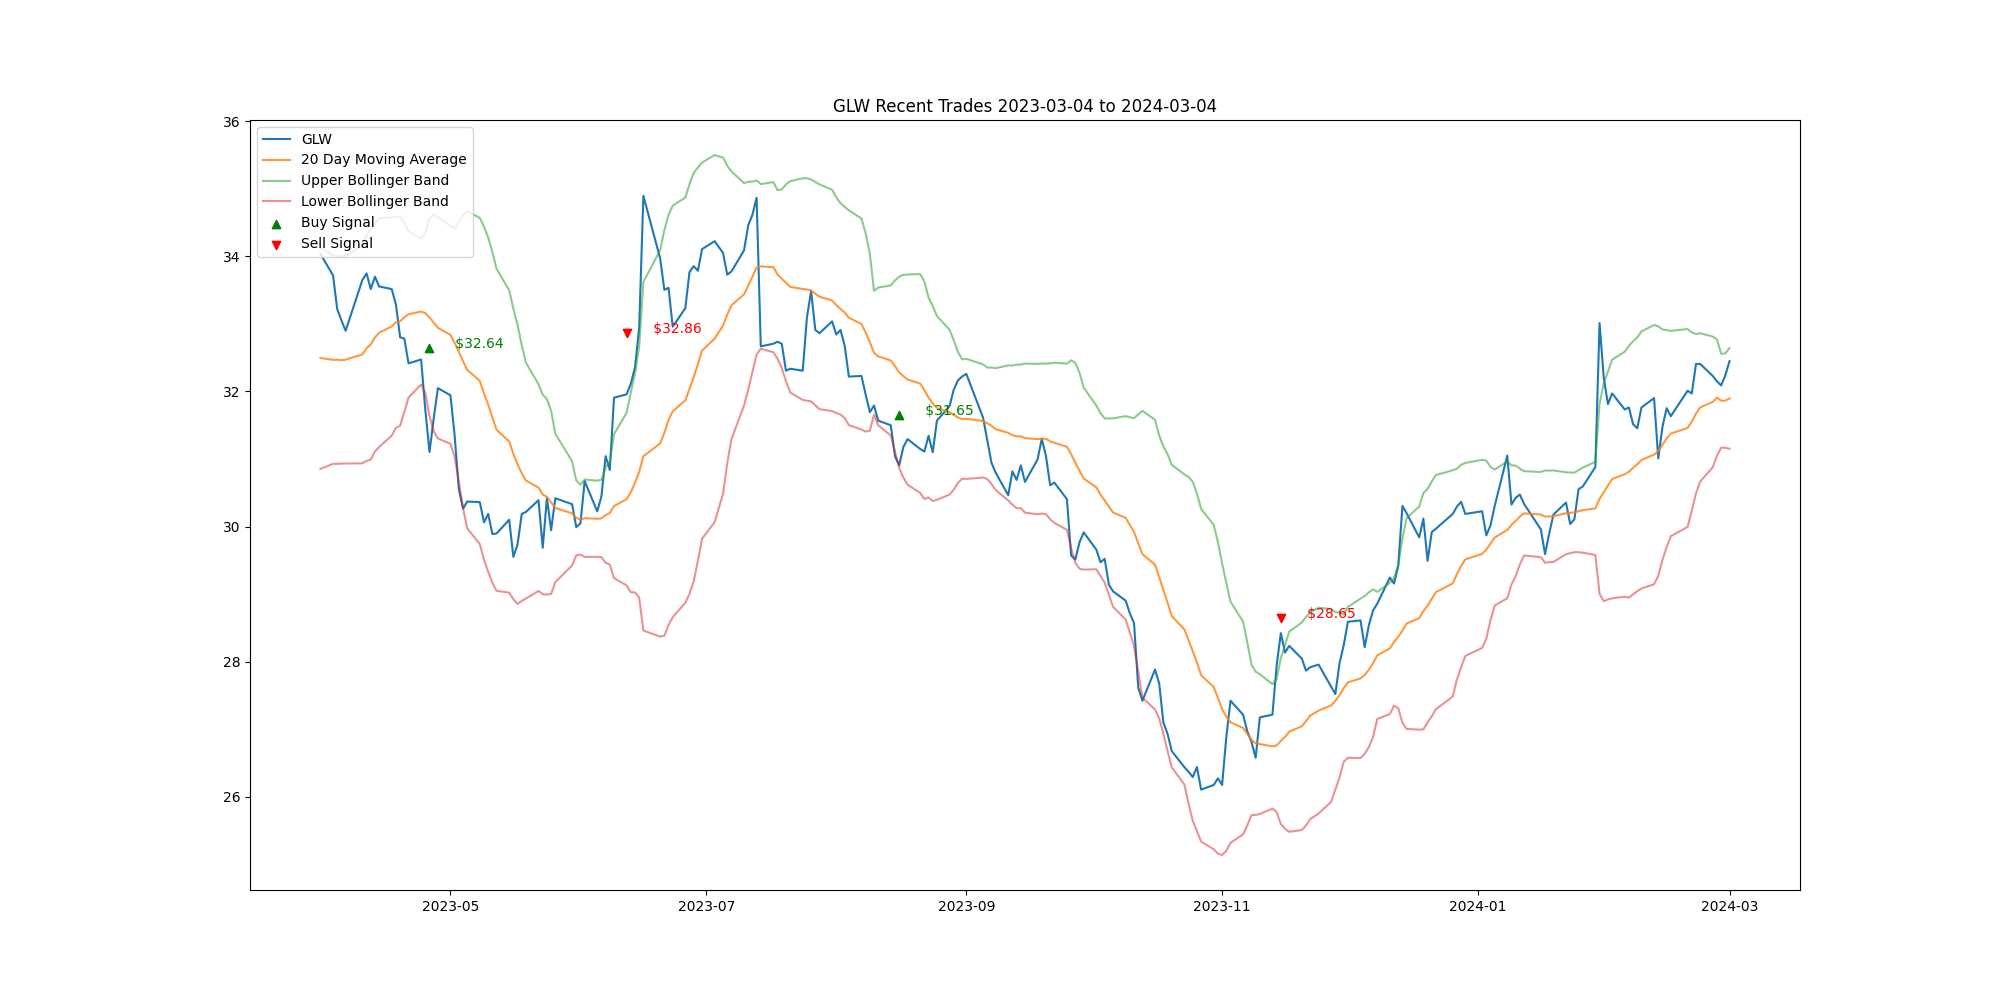 GLW Recent Trades 2023-03-04 to 2024-03-04
36
34
32
30
28
26
GLW
20 Day Moving Average
Upper Bollinger Band
Lower Bollinger Band
Buy Signal
Sell Signal
$32.64
$32.86
$31.65
$28.65
2023-05
2023-07
2023-09
2023-11
2024-01
2024-03